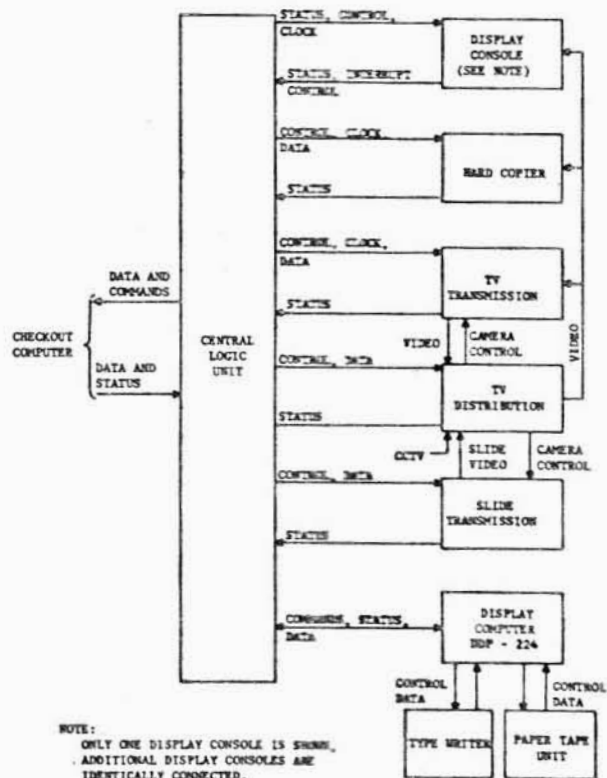 STATUS, CONTROL,
CLOCK
DISPLAY
CONSOLE
(SEE NOTE)
STATUS, INTERRUPT
CONTROL
CONTROL, CLOCK,
DATA
HARD COPIER
STATUS
CONTROL, CLOCK,
DATA
TV
TRANSMISSION
DATA AND
COMMANDS
STATUS
VIDEO
CAMERA
CONTROL
VIDEO
CHECKOUT
COMPUTER
CENTRAL
LOGIC
UNIT
CONTROL, DATA
TV
DISTRIBUTION
DATA AND
STATUS
STATUS
CCTV
SLIDE
VIDEO
CAMERA
CONTROL
CONTROL, DATA
SLIDE
TRANSMISSION
STATUS
COMMANDS, STATUS,
DATA
DISPLAY
COMPUTER
DDP - 224
CONTROL
DATA
CONTROL
DATA
TYPE WRITER
PAPER TAPE
UNIT
NOTE:
ONLY ONE DISPLAY CONSOLE IS SHOWN,
ADDITIONAL DISPLAY CONSOLES ARE
IDENTICALLY CONNECTED.